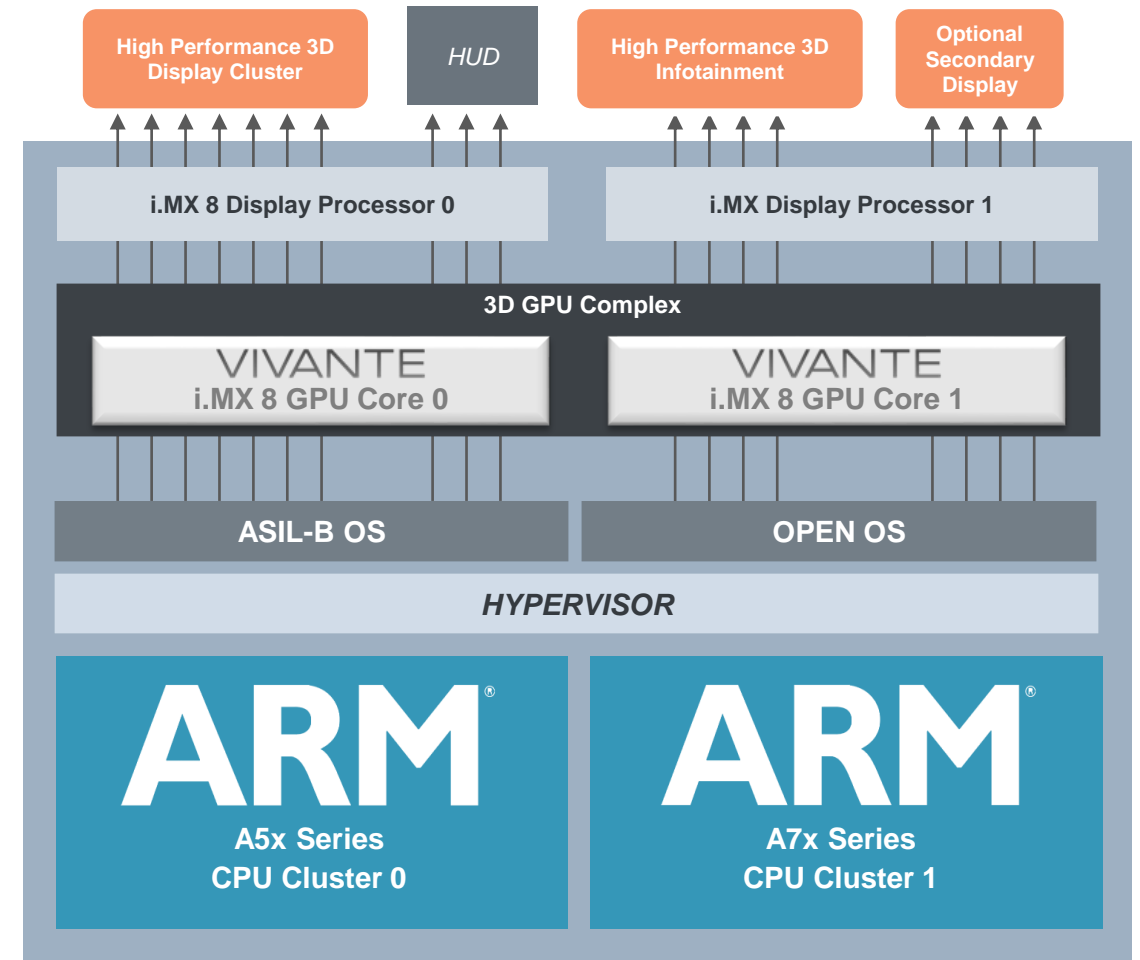 High Performance 3D
Display Cluster
HUD
High Performance 3D
Infotainment
Optional
Secondary
Display
i.MX 8 Display Processor 0
i.MX Display Processor 1
3D GPU Complex
VIVANTE
i.MX 8 GPU Core 0
VIVANTE
i.MX 8 GPU Core 1
ASIL-B OS
OPEN OS
HYPERVISOR
ARM®
A5x Series
CPU Cluster 0
ARM®
A7x Series
CPU Cluster 1